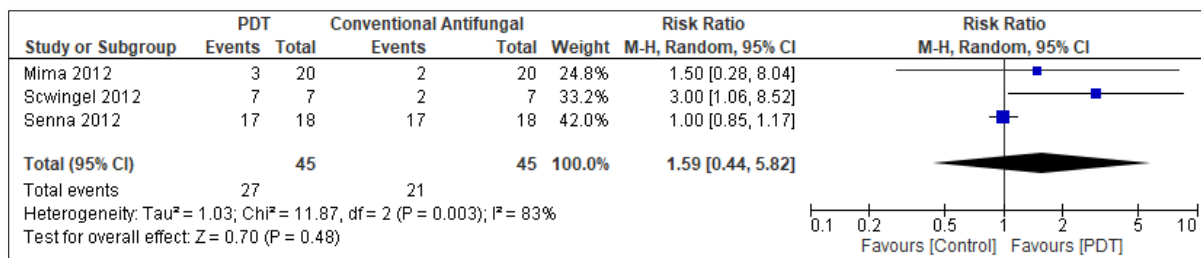 PDT Conventional Antifungal Risk Ratio Risk Ratio
Study or Subgroup Events Total Events Total Weight M-H, Random, 95% CI M-H, Random, 95% CI
Mima 2012 3 20 2 20 24.8% 1.50 [0.28, 8.04]
Scwingel 2012 7 7 2 7 33.2% 3.00 [1.06, 8.52]
Senna 2012 17 18 17 18 42.0% 1.00 [0.85, 1.17]
Total (95% CI) 45 45 100.0% 1.59 [0.44, 5.82]
Total events 27 21
Heterogeneity: Tau² = 1.03; Chi² = 11.87, df = 2 (P = 0.003); I² = 83%
Test for overall effect: Z = 0.70 (P = 0.48)
0.1 0.2 0.5 1 2 5 10
Favours [Control] Favours [PDT]